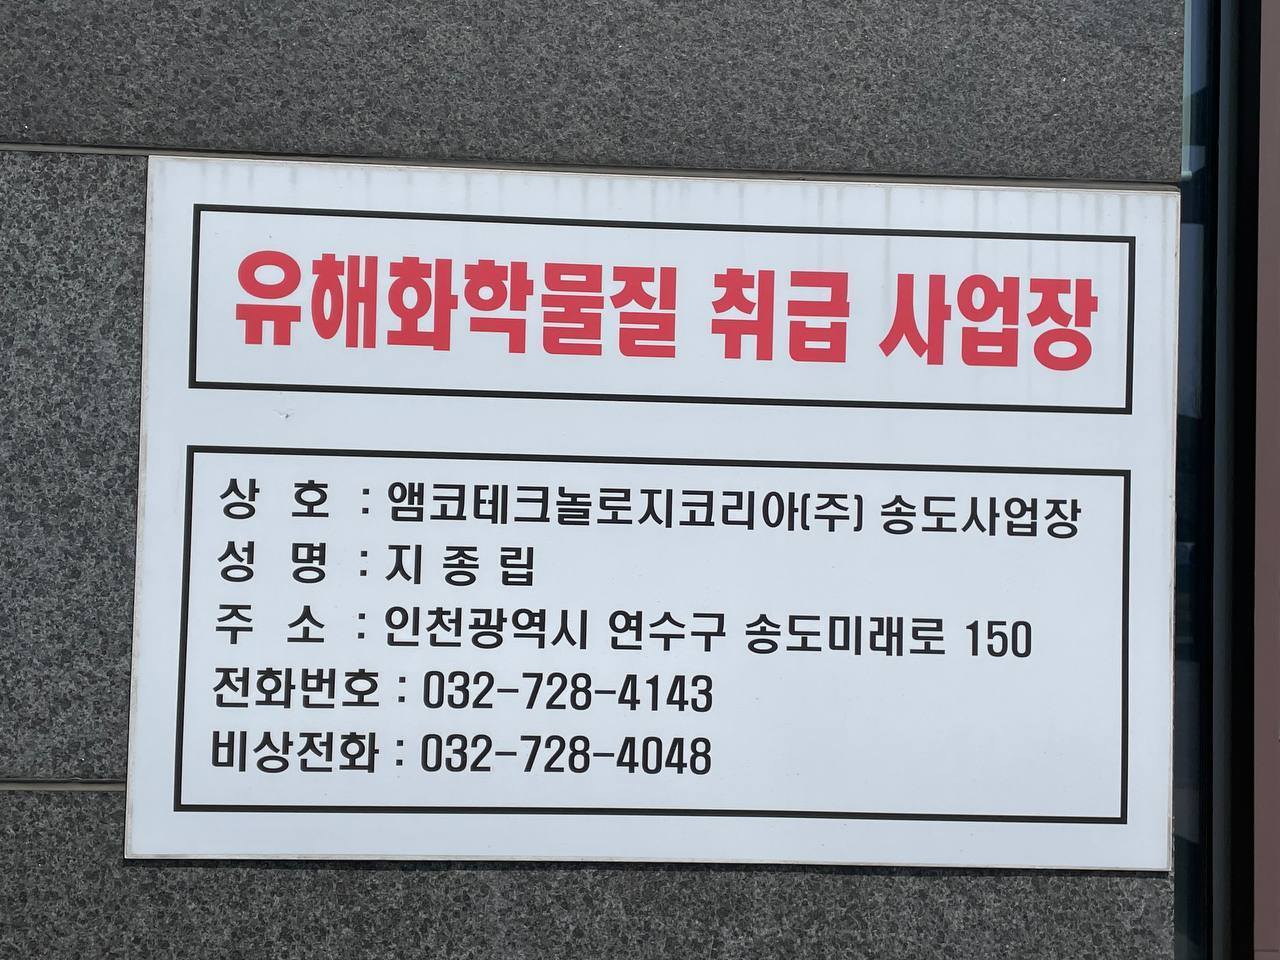 유해화학물질 취급 사업장
상 호 : 앰코테크놀로지코리아(주) 송도사업장
성 명 : 지 종 립
주 소 : 인천광역시 연수구 송도미래로 150
전화번호 : 032-728-4143
비상전화 : 032-728-4048